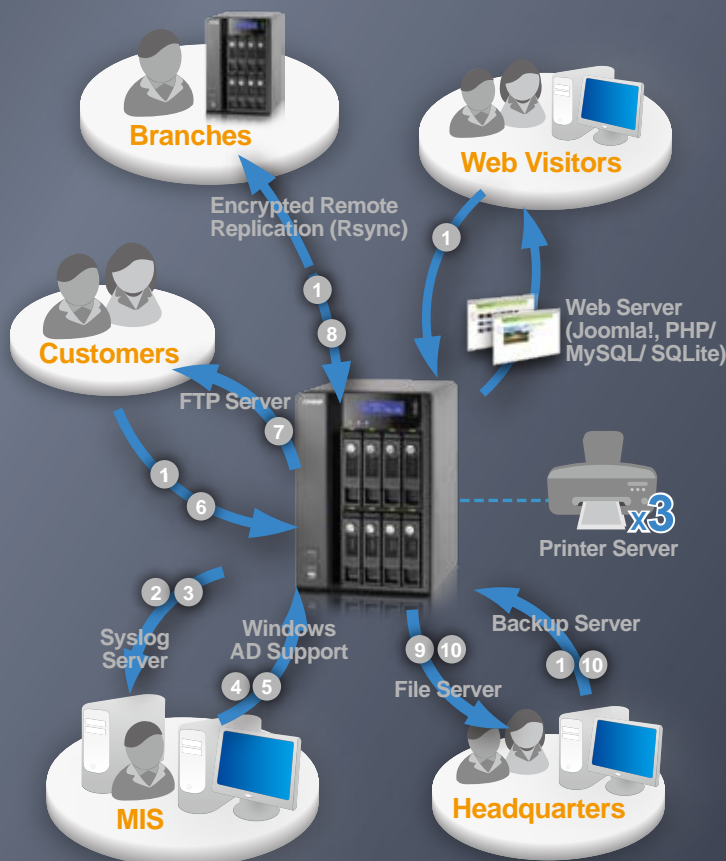 Branches
Web Visitors
Encrypted Remote
Replication (Rsync)
1
1
8
Web Server
(Joomla!, PHP/
MySQL/ SQLite)
Customers
FTP Server
7
1
6
x3
Printer Server
2 3
Syslog
Server
Windows
AD Support
4 5
Backup Server
9 10
1 10
File Server
MIS
Headquarters